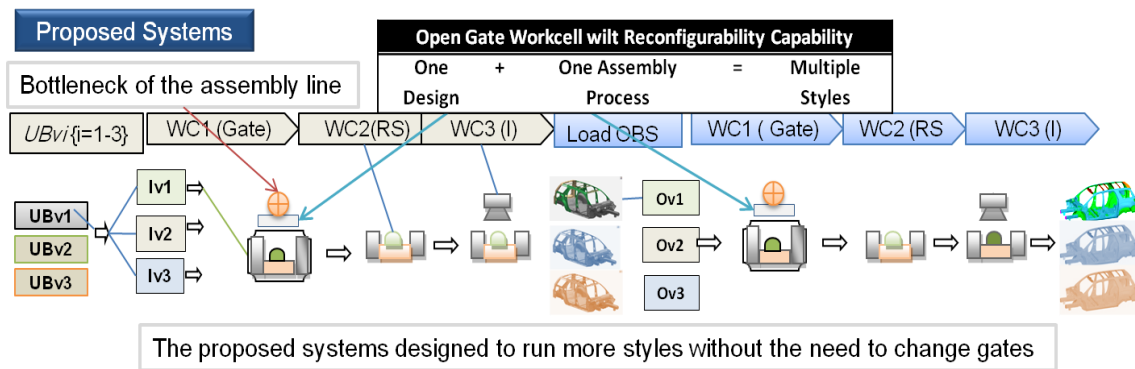 Proposed Systems
Open Gate Workcell wilt Reconfigurability Capability
One + One Assembly = Multiple
Design Process Styles
Bottleneck of the assembly line
UBvi{i=1-3} WC1 (Gate) WC2(RS) WC3 (I) Load OBS WC1 ( Gate) WC2 (RS WC3 (I)
Iv1 Ov1
UBv1
Iv2 Ov2
UBv2
Iv3 Ov3
UBv3
The proposed systems designed to run more styles without the need to change gates